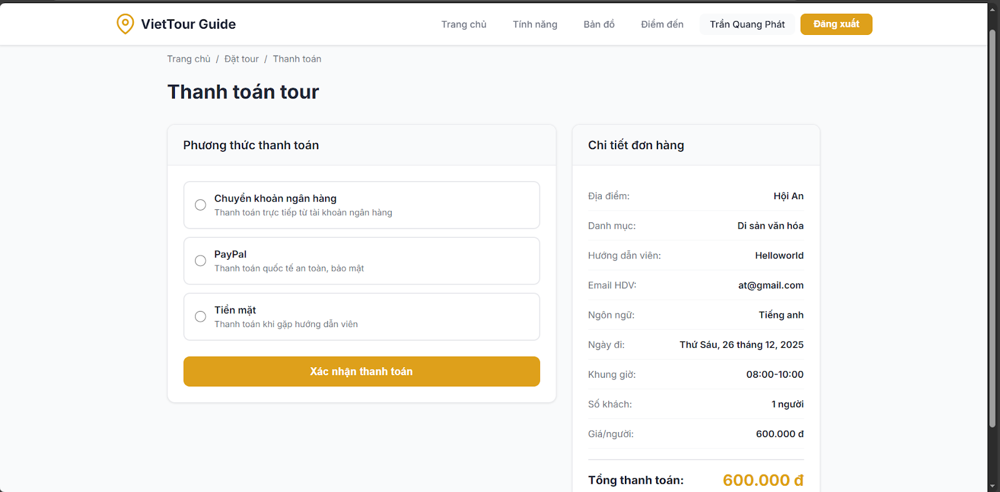 VietTour Guide
Trang chủ
Tính năng
Bản đồ
Điểm đến
Trần Quang Phát
Đăng xuất
Trang chủ / Đặt tour / Thanh toán
Thanh toán tour
Phương thức thanh toán
Chuyển khoản ngân hàng
Thanh toán trực tiếp từ tài khoản ngân hàng
PayPal
Thanh toán quốc tế an toàn, bảo mật
Tiền mặt
Thanh toán khi gặp hướng dẫn viên
Xác nhận thanh toán
Chi tiết đơn hàng
Địa điểm: Hội An
Danh mục: Di sản văn hóa
Hướng dẫn viên: Helloworld
Email HDV: at@gmail.com
Ngôn ngữ: Tiếng anh
Ngày đi: Thứ Sáu, 26 tháng 12, 2025
Khung giờ: 08:00-10:00
Số khách: 1 người
Giá/người: 600.000 đ
Tổng thanh toán: 600.000 đ